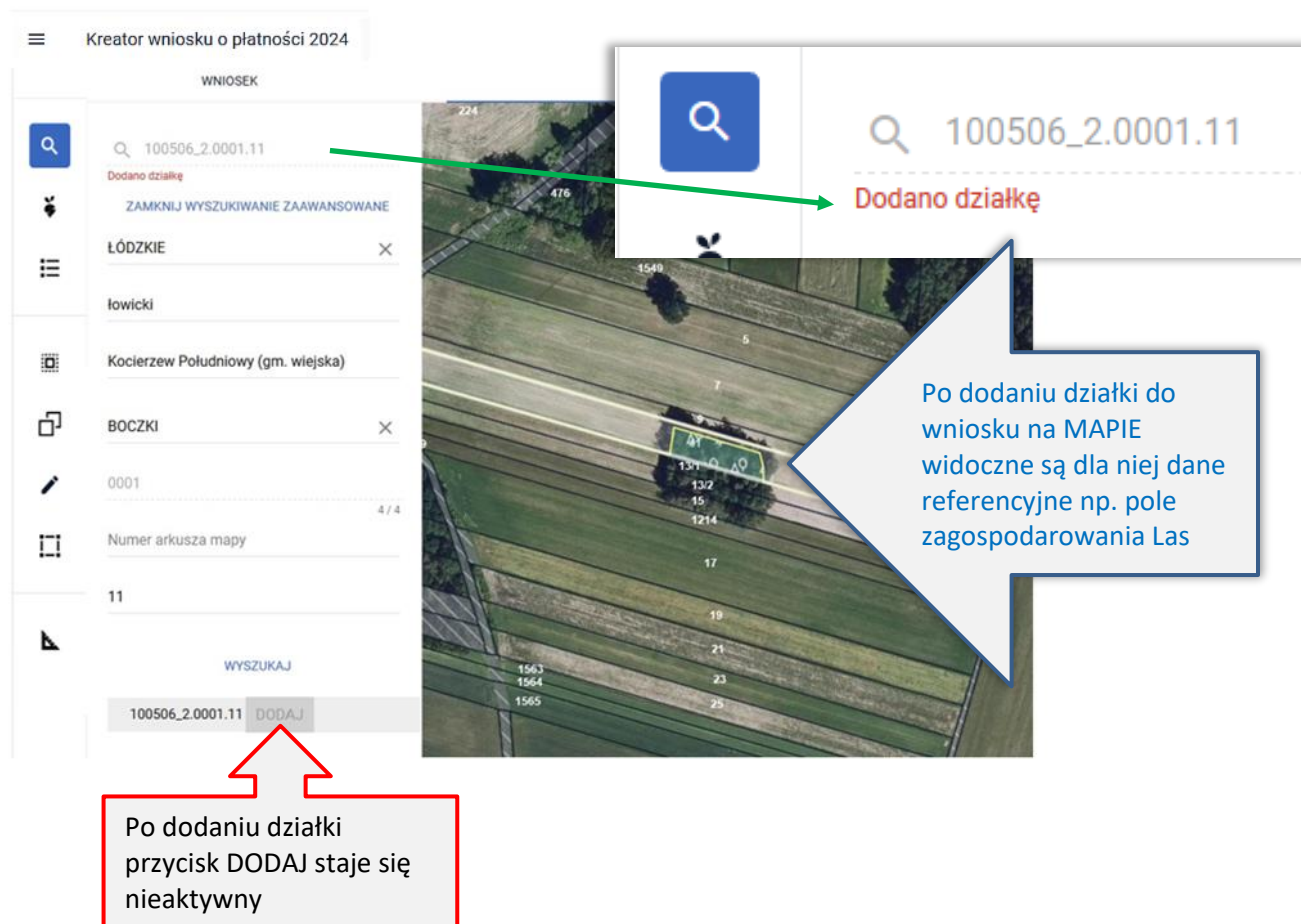 Kreator wniosku o płatności 2024
WNIOSEK
100506_2.0001.11
Dodano działkę
ZAMKNIJ WYSZUKIWANIE ZAAWANSOWANE
ŁÓDZKIE
łowicki
Kocierzew Południowy (gm. wiejska)
BOCZKI
0001
4 / 4
Numer arkusza mapy
11
WYSZUKAJ
100506_2.0001.11 DODAJ
100506_2.0001.11
Dodano działkę
224
476
1549
5
7
9
13/1
13/2
15
1214
17
19
21
23
25
1563
1564
1565
Po dodaniu działki do
wniosku na MAPIE
widoczne są dla niej dane
referencyjne np. pole
zagospodarowania Las
Po dodaniu działki
przycisk DODAJ staje się
nieaktywny